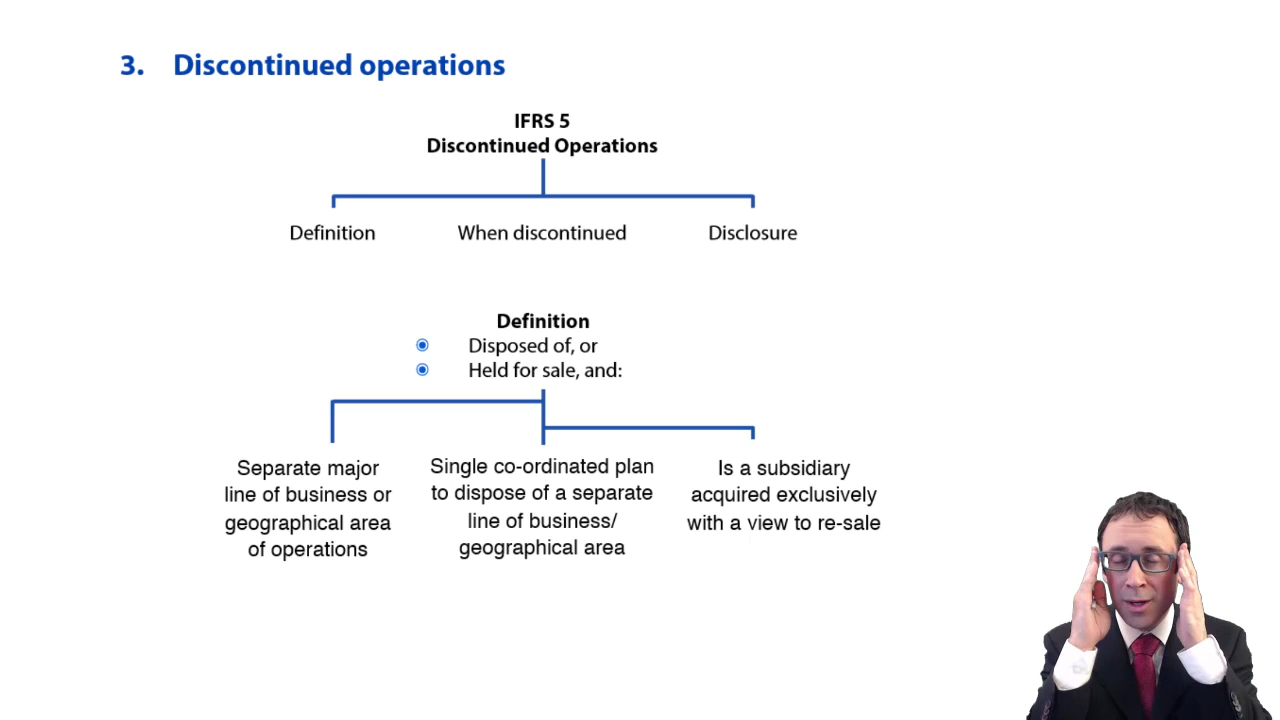 3. Discontinued operations
IFRS 5
Discontinued Operations
Definition
When discontinued
Disclosure
Definition
Disposed of, or
Held for sale, and:
Separate major
line of business or
geographical area
of operations
Single co-ordinated plan
to dispose of a separate
line of business/
geographical area
Is a subsidiary
acquired exclusively
with a view to re-sale